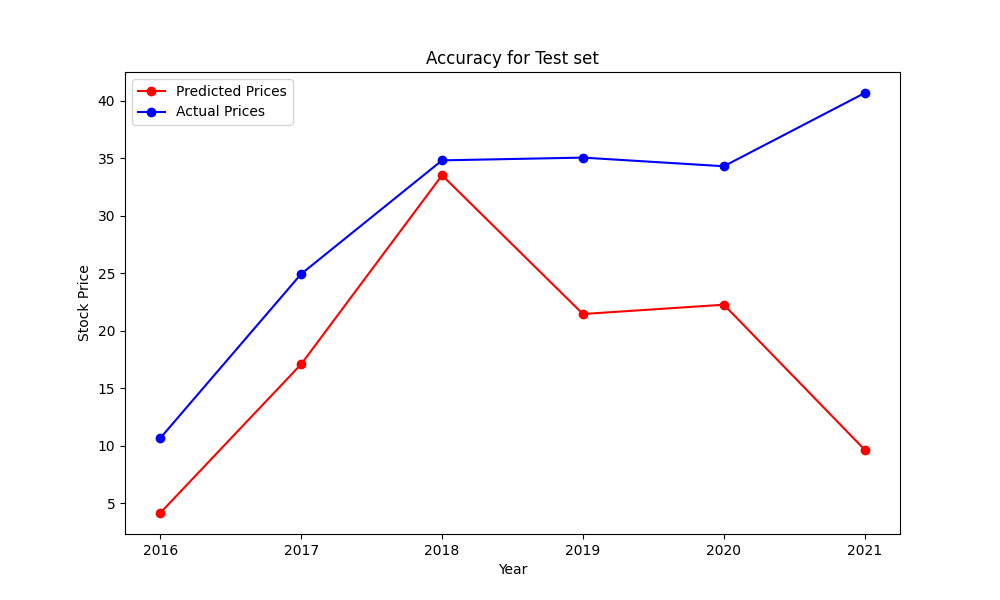 Accuracy for Test set
Predicted Prices
Actual Prices
40
35
30
25
20
15
10
5
Stock Price
2016 2017 2018 2019 2020 2021
Year